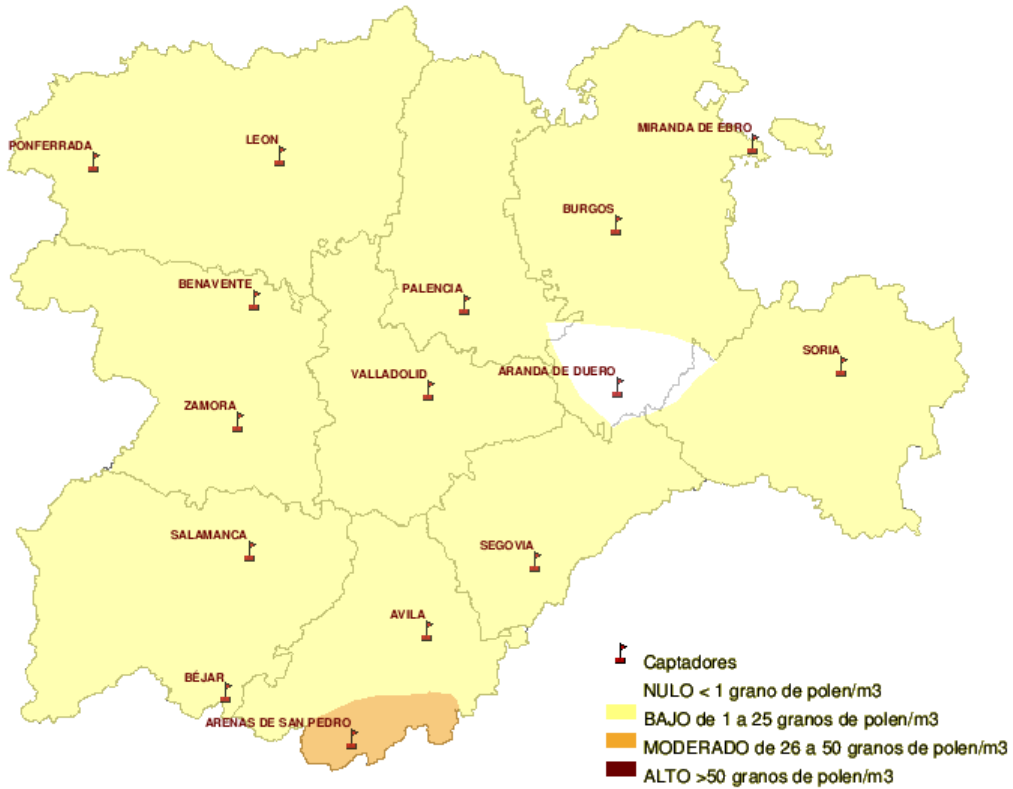 MIRANDA DE EBRO
PONFERRADA
LEON
BURGOS
BENAVENTE
PALENCIA
SORIA
VALLADOLID
ARANDA DE DUERO
ZAMORA
SALAMANCA
SEGOVIA
AVILA
BÉJAR
ARENAS DE SAN PEDRO
Captadores
NULO < 1 grano de polen/m3
BAJO de 1 a 25 granos de polen/m3
MODERADO de 26 a 50 granos de polen/m3
ALTO >50 granos de polen/m3